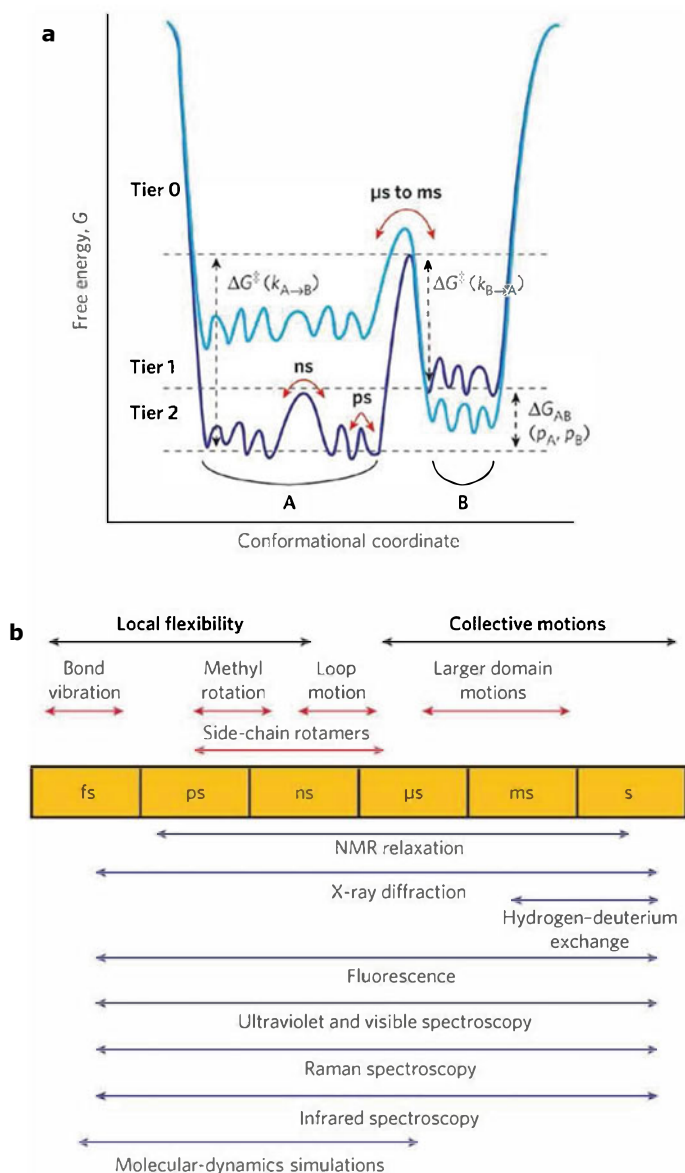 a
Free energy, G
Tier 0
µs to ms
ΔG‡ (kA→B)
ΔG‡ (kB→A)
Tier 1
ns
Tier 2
ps
ΔGAB
(pA, pB)
A
B
Conformational coordinate
b
Local flexibility
Collective motions
Bond
vibration
Methyl
rotation
Loop
motion
Larger domain
motions
Side-chain rotamers
fs ps ns µs ms s
NMR relaxation
X-ray diffraction
Hydrogen–deuterium
exchange
Fluorescence
Ultraviolet and visible spectroscopy
Raman spectroscopy
Infrared spectroscopy
Molecular-dynamics simulations